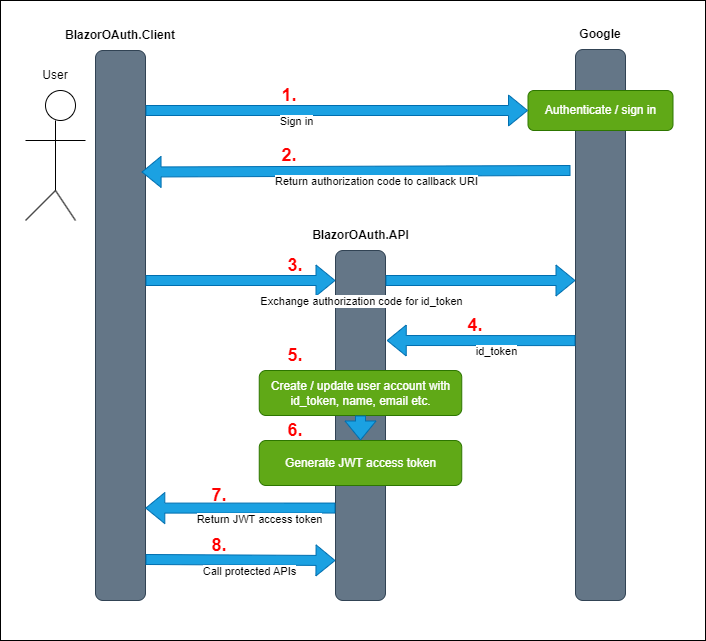 BlazorOAuth.Client
Google
User
1.
Sign in
Authenticate / sign in
2.
Return authorization code to callback URI
BlazorOAuth.API
3.
Exchange authorization code for id_token
4.
id_token
5.
Create / update user account with
id_token, name, email etc.
6.
Generate JWT access token
7.
Return JWT access token
8.
Call protected APIs